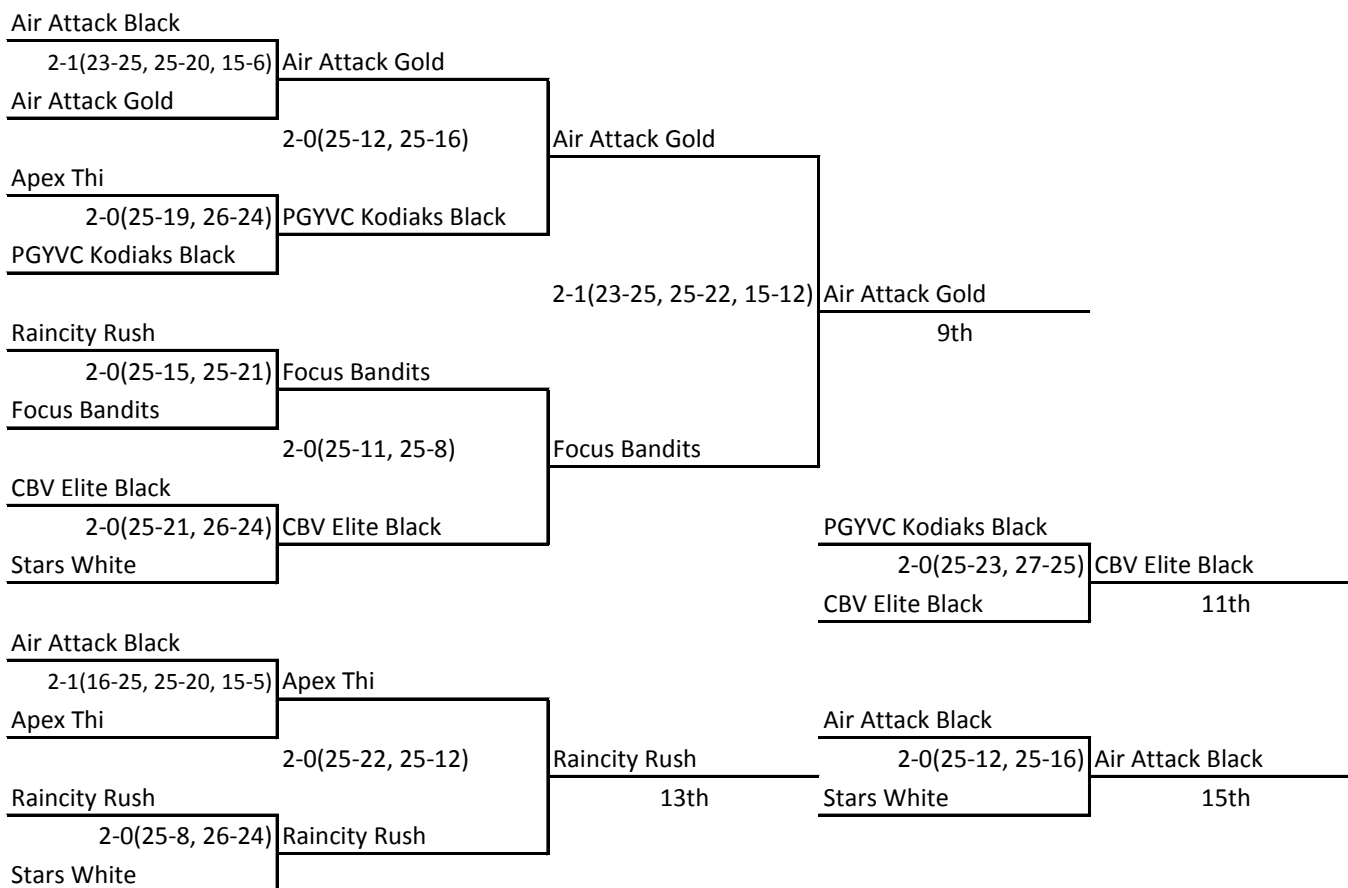 Air Attack Black
2-1(23-25, 25-20, 15-6) Air Attack Gold
Air Attack Gold
2-0(25-12, 25-16) Air Attack Gold
Apex Thi
2-0(25-19, 26-24) PGYVC Kodiaks Black
PGYVC Kodiaks Black
2-1(23-25, 25-22, 15-12) Air Attack Gold
Raincity Rush 9th
2-0(25-15, 25-21) Focus Bandits
Focus Bandits
2-0(25-11, 25-8) Focus Bandits
CBV Elite Black
2-0(25-21, 26-24) CBV Elite Black PGYVC Kodiaks Black
Stars White 2-0(25-23, 27-25) CBV Elite Black
CBV Elite Black 11th
Air Attack Black
2-1(16-25, 25-20, 15-5) Apex Thi
Apex Thi Air Attack Black
2-0(25-22, 25-12) Raincity Rush 2-0(25-12, 25-16) Air Attack Black
Raincity Rush 13th Stars White 15th
2-0(25-8, 26-24) Raincity Rush
Stars White